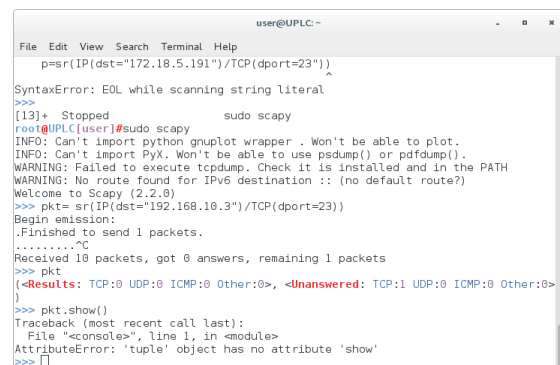 user@UPLC: ~
File Edit View Search Terminal Help
p=sr(IP(dst="172.18.5.191")/TCP(dport=23"))
^
SyntaxError: EOL while scanning string literal
>>>
[13]+ Stopped sudo scapy
root@UPLC[user]#sudo scapy
INFO: Can't import python gnuplot wrapper . Won't be able to plot.
INFO: Can't import PyX. Won't be able to use psdump() or pdfdump().
WARNING: Failed to execute tcpdump. Check it is installed and in the PATH
WARNING: No route found for IPv6 destination :: (no default route?)
Welcome to Scapy (2.2.0)
>>> pkt= sr(IP(dst="192.168.10.3")/TCP(dport=23))
Begin emission:
.Finished to send 1 packets.
.........^C
Received 10 packets, got 0 answers, remaining 1 packets
>>> pkt
(<Results: TCP:0 UDP:0 ICMP:0 Other:0>, <Unanswered: TCP:1 UDP:0 ICMP:0 Other:0>
)
>>> pkt.show()
Traceback (most recent call last):
File "<console>", line 1, in <module>
AttributeError: 'tuple' object has no attribute 'show'
>>>